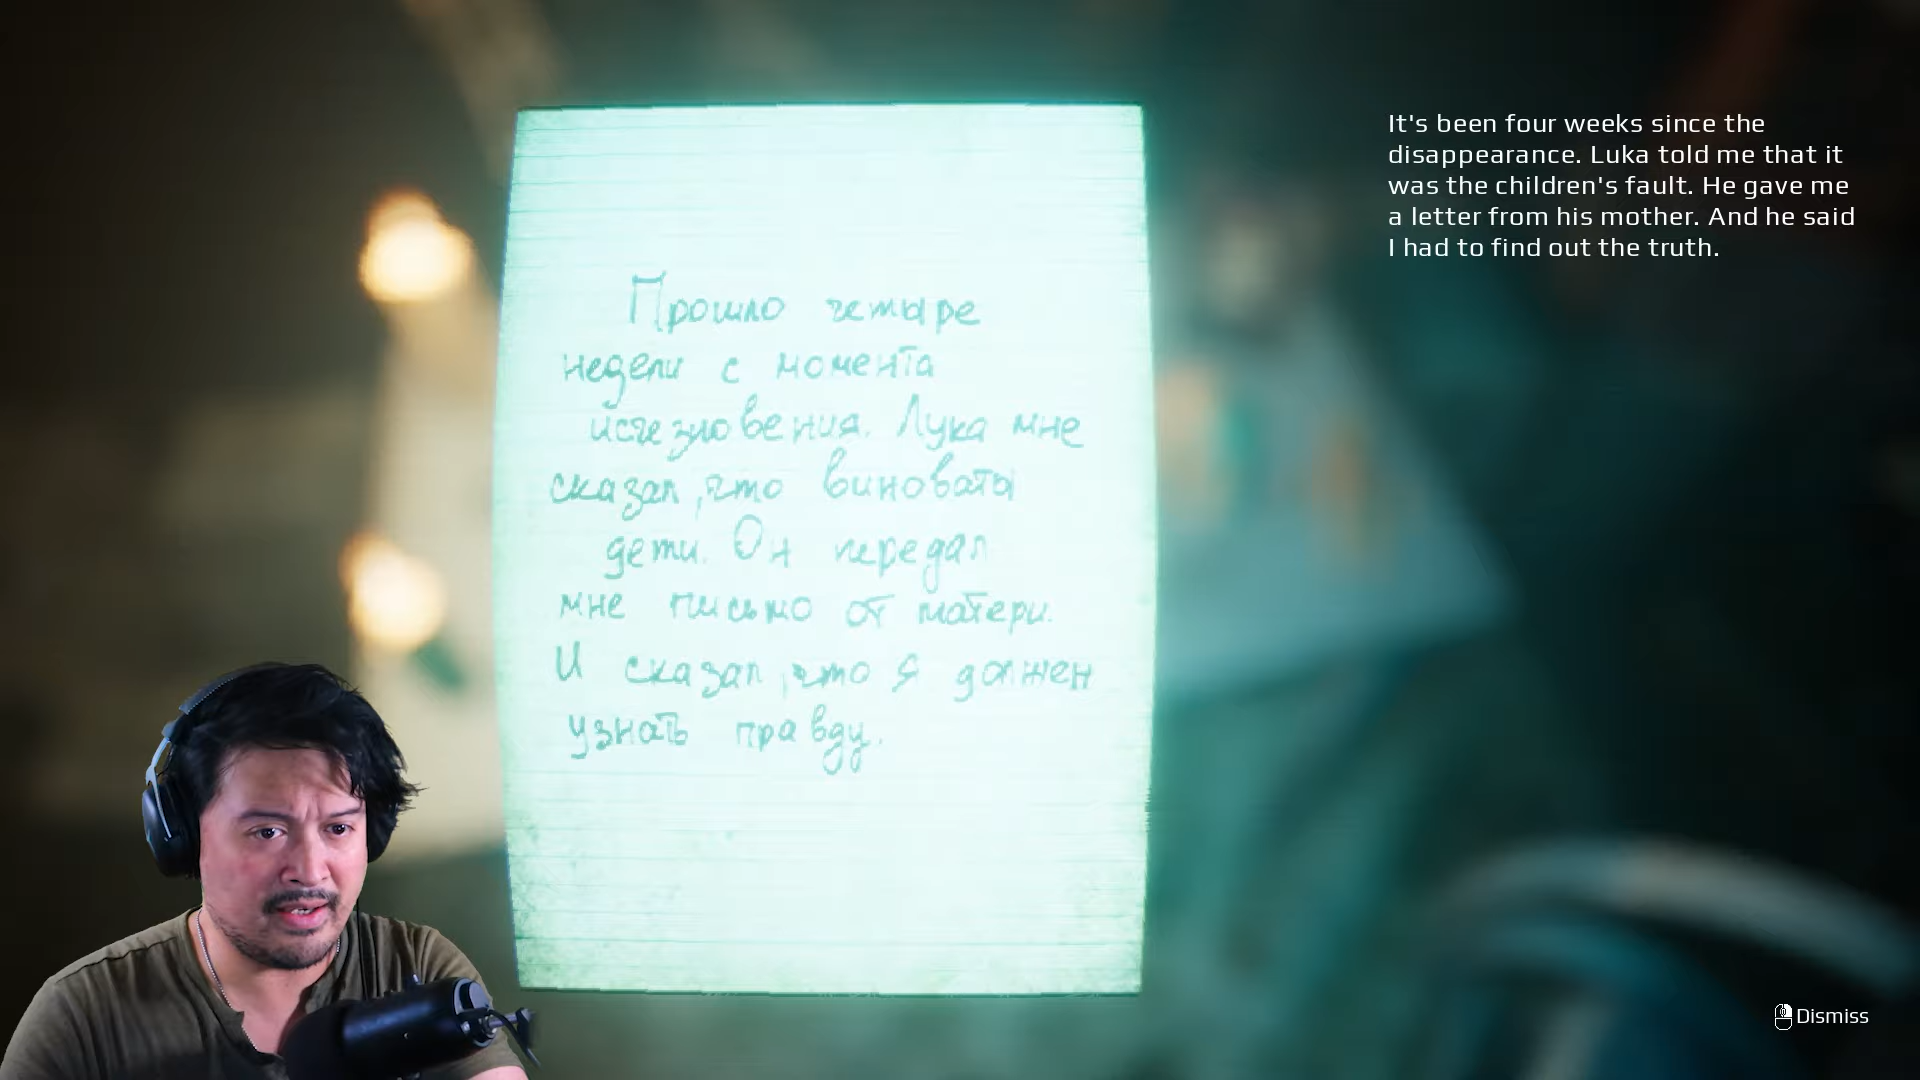 Прошло четыре
недели с момента
исчезновения. Лука мне
сказал, что виноваты
дети. Он передал
мне письмо от матери.
И сказал, что я должен
узнать правду.
It's been four weeks since the
disappearance. Luka told me that it
was the children's fault. He gave me
a letter from his mother. And he said
I had to find out the truth.
Dismiss